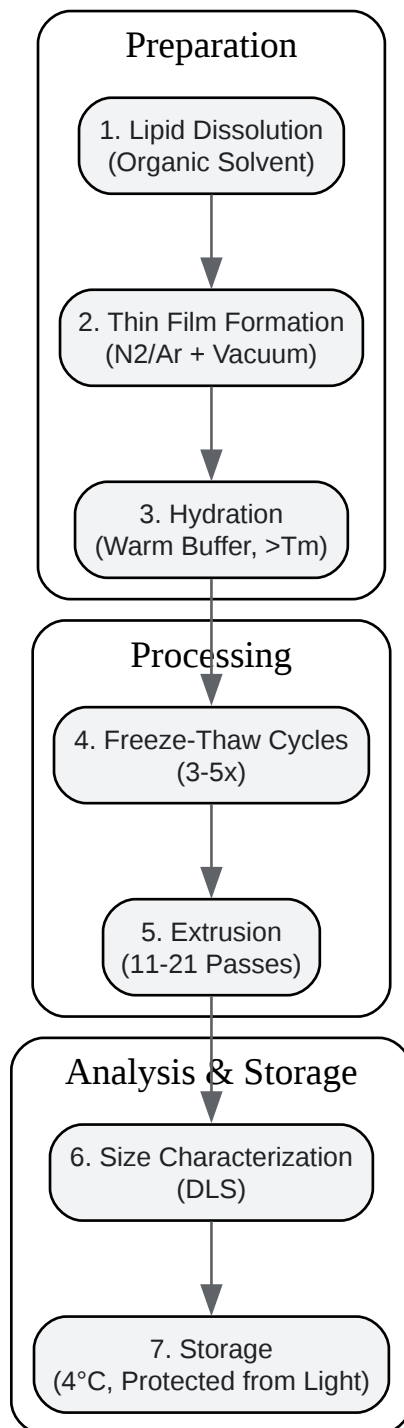 Preparation
1. Lipid Dissolution
(Organic Solvent)
2. Thin Film Formation
(N2/Ar + Vacuum)
3. Hydration
(Warm Buffer, >Tm)
Processing
4. Freeze-Thaw Cycles
(3-5x)
5. Extrusion
(11-21 Passes)
Analysis & Storage
6. Size Characterization
(DLS)
7. Storage
(4°C, Protected from Light)